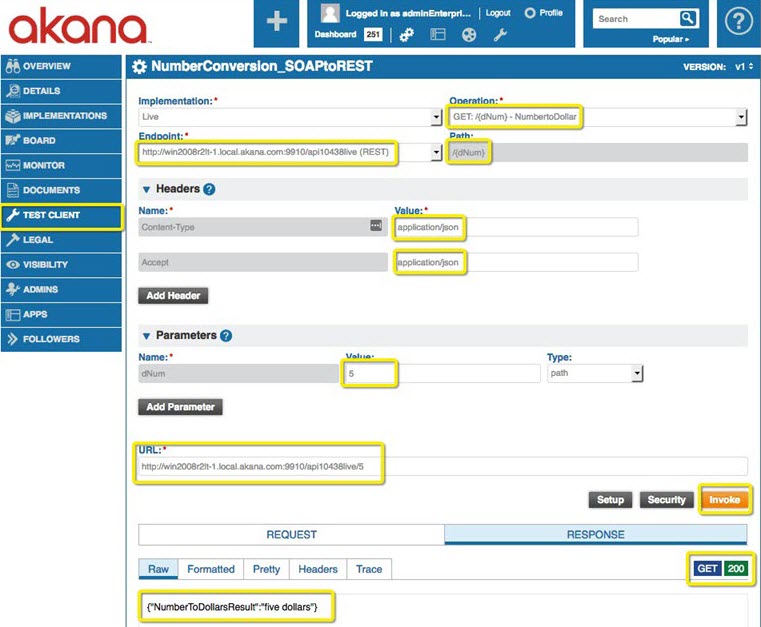 akana
Logged in as adminEnterpri... Logout Profile
Dashboard 251
Search
Popular
OVERVIEW
DETAILS
IMPLEMENTATIONS
BOARD
MONITOR
DOCUMENTS
TEST CLIENT
LEGAL
VISIBILITY
ADMINS
APPS
FOLLOWERS
NumberConversion_SOAPtoREST VERSION: v1
Implementation:* Operation:*
Live GET: /{dNum} - NumbertoDollar
Endpoint:* Path:
http://win2008r2lt-1.local.akana.com:9910/api10438live (REST) /{dNum}
Headers ?
Name:* Value:*
Content-Type application/json
Accept application/json
Add Header
Parameters ?
Name:* Value: Type:
dNum 5 path
Add Parameter
URL:*
http://win2008r2lt-1.local.akana.com:9910/api10438live/5
Setup Security Invoke
REQUEST RESPONSE
Raw Formatted Pretty Headers Trace GET 200
{"NumberToDollarsResult":"five dollars"}